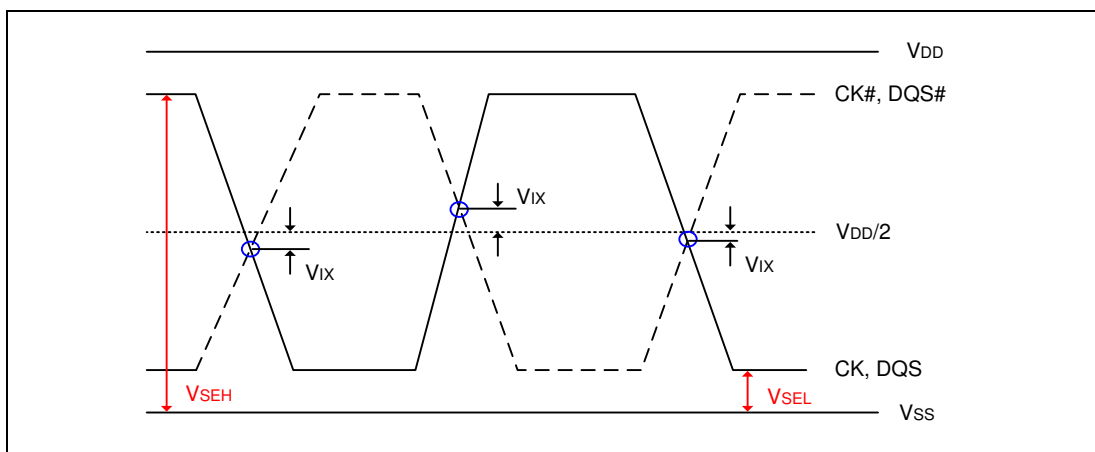 VDD
CK#, DQS#
VIX
VDD/2
VIX
VIX
CK, DQS
VSEH
VSEL
VSS